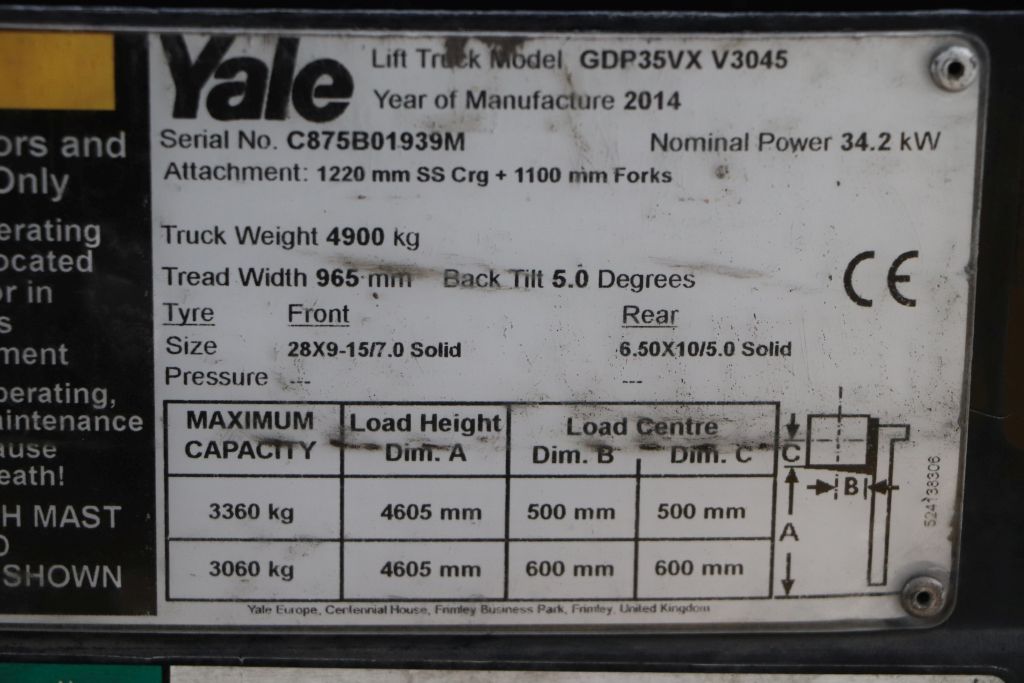 Yale
Lift Truck Model GDP35VX V3045
Year of Manufacture 2014
Serial No. C875B01939M Nominal Power 34.2 kW
Attachment: 1220 mm SS Crg + 1100 mm Forks
Truck Weight 4900 kg
Tread Width 965 mm Back Tilt 5.0 Degrees
CE
Tyre Front Rear
Size 28X9-15/7.0 Solid 6.50X10/5.0 Solid
Pressure --- ---
MAXIMUM CAPACITY Load Height Dim. A Load Centre Dim. B Dim. C
3360 kg 4605 mm 500 mm 500 mm
3060 kg 4605 mm 600 mm 600 mm
C
B
A
524138306
Yale Europe, Centennial House, Frimley Business Park, Frimley, United Kingdom
ors and
Only
erating
ocated
or in
s
ment
perating,
aintenance
ause
eath!
H MAST
D
SHOWN